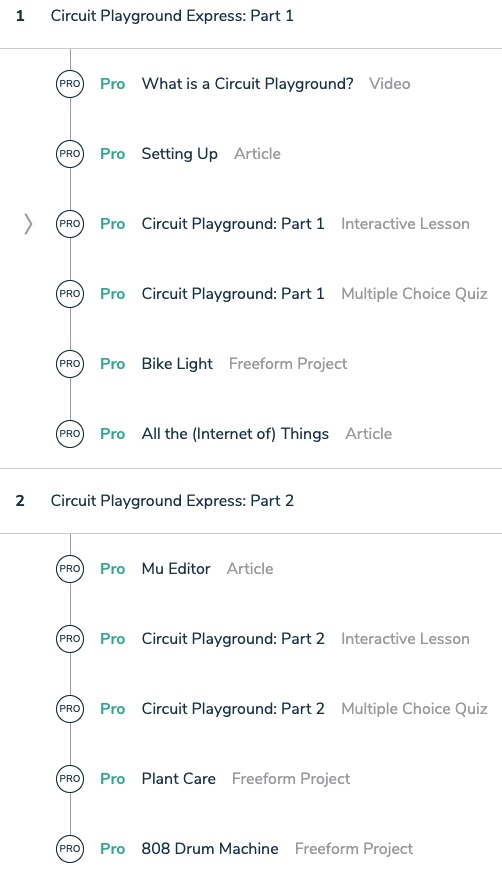 1 Circuit Playground Express: Part 1
PRO Pro What is a Circuit Playground? Video
PRO Pro Setting Up Article
PRO Pro Circuit Playground: Part 1 Interactive Lesson
PRO Pro Circuit Playground: Part 1 Multiple Choice Quiz
PRO Pro Bike Light Freeform Project
PRO Pro All the (Internet of) Things Article
2 Circuit Playground Express: Part 2
PRO Pro Mu Editor Article
PRO Pro Circuit Playground: Part 2 Interactive Lesson
PRO Pro Circuit Playground: Part 2 Multiple Choice Quiz
PRO Pro Plant Care Freeform Project
PRO Pro 808 Drum Machine Freeform Project